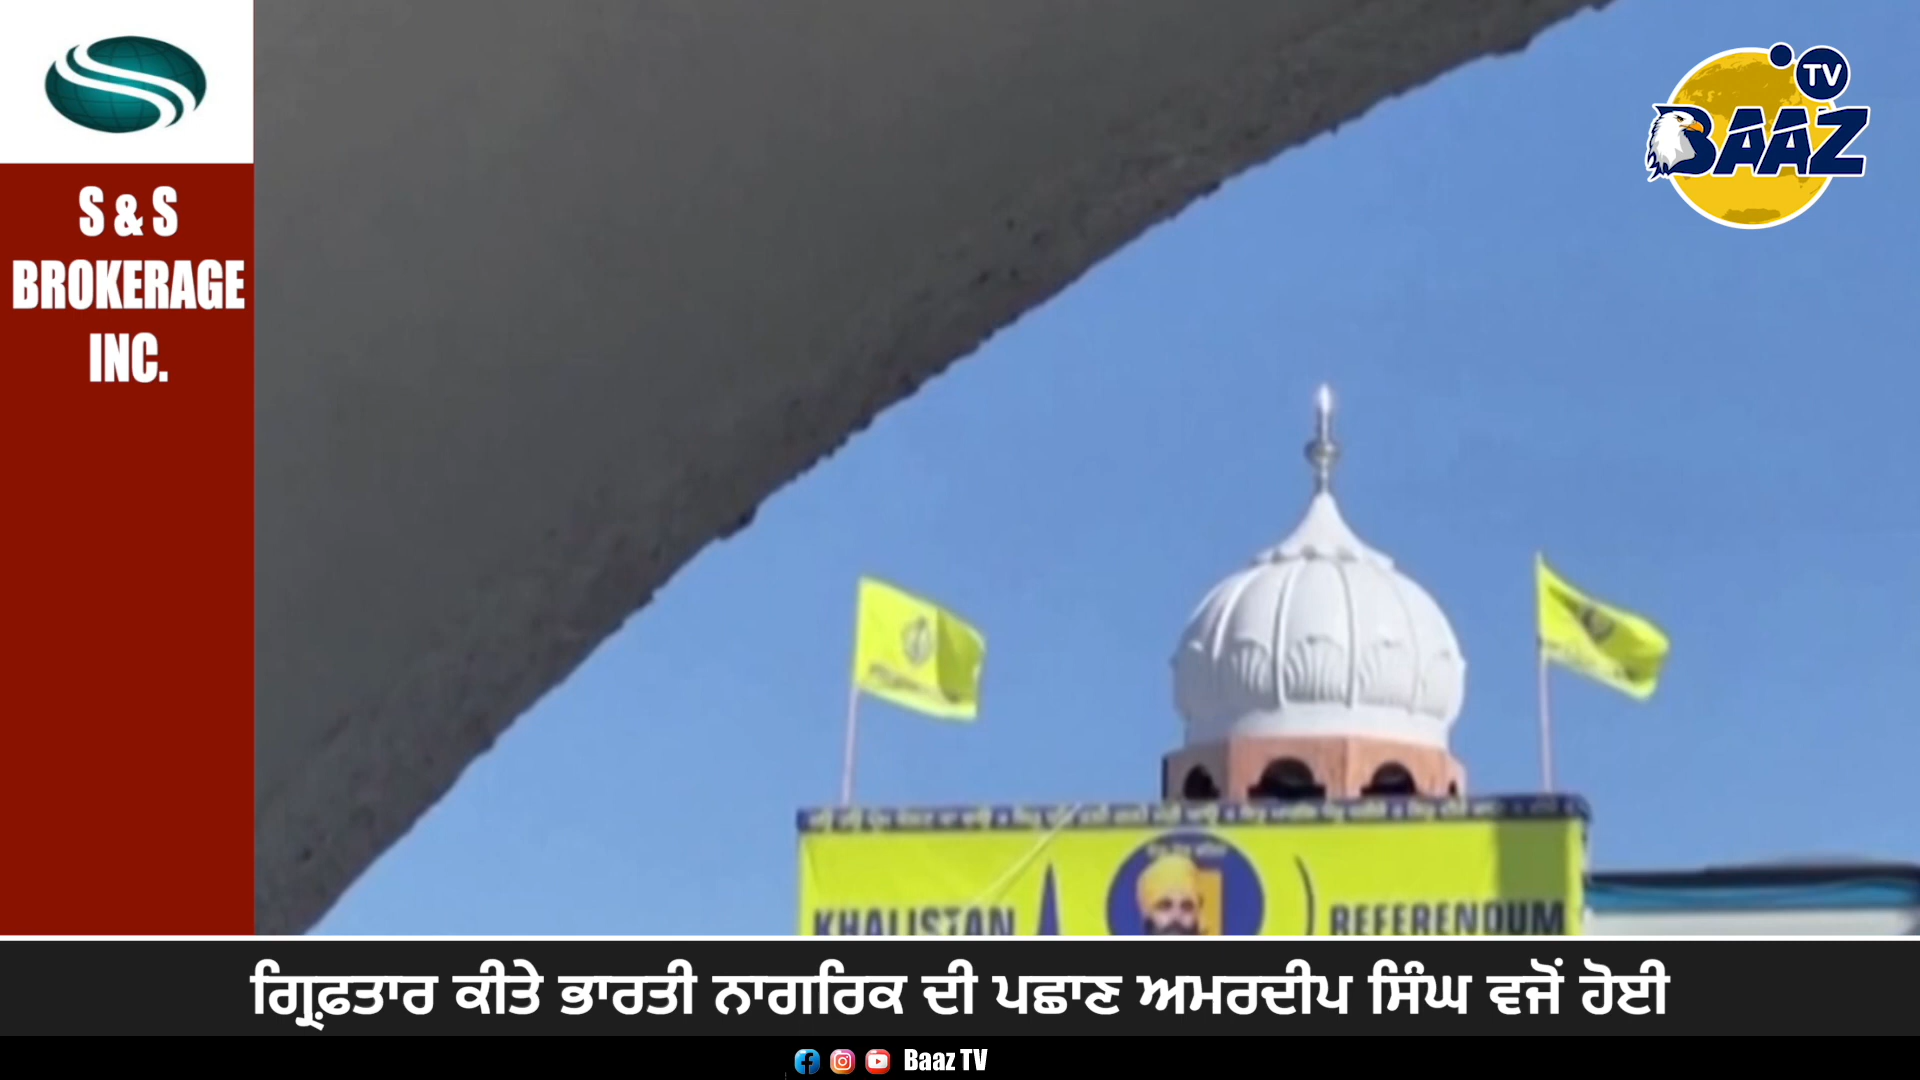 S & S
BROKERAGE
INC.
TV
BAAZ
KHALISTAN
REFERENDUM
ਗ੍ਰਿਫ਼ਤਾਰ ਕੀਤੇ ਭਾਰਤੀ ਨਾਗਰਿਕ ਦੀ ਪਛਾਣ ਅਮਰਦੀਪ ਸਿੰਘ ਵਜੋਂ ਹੋਈ
Baaz TV